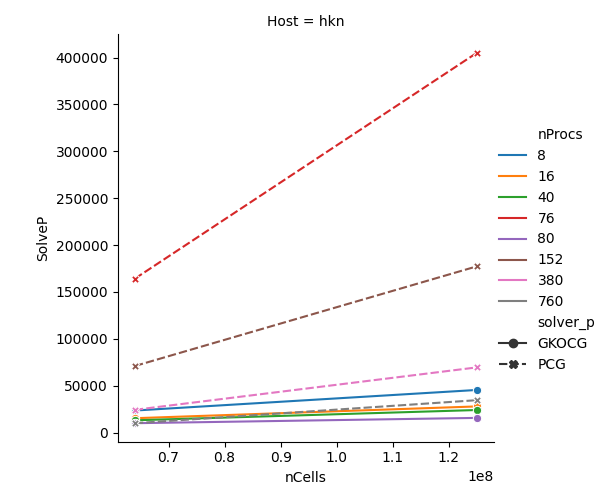 Host = hkn
400000
350000
300000
250000
200000
150000
100000
50000
0
SolveP
0.7 0.8 0.9 1.0 1.1 1.2
1e8
nCells
nProcs
8
16
40
76
80
152
380
760
solver_p
GKOCG
PCG